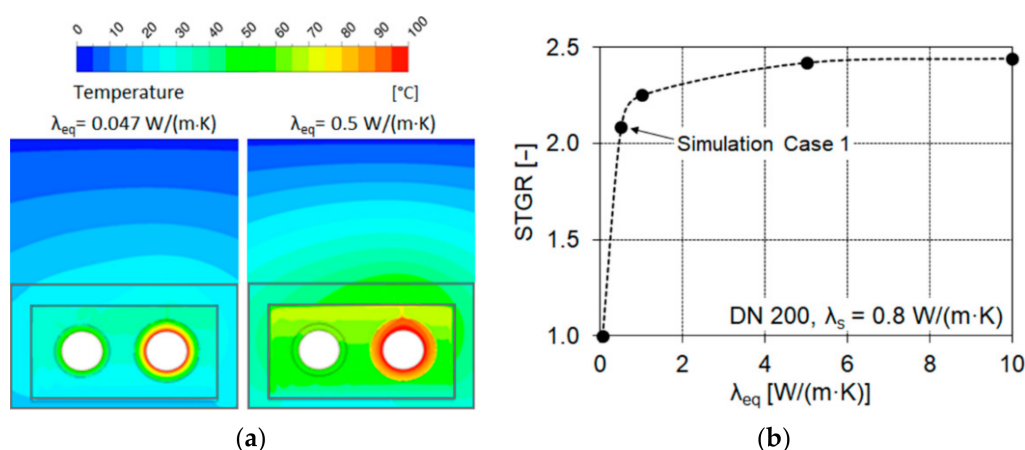 0 10 20 30 40 50 60 70 80 90 100
Temperature [°C]
λeq= 0.047 W/(m·K) λeq= 0.5 W/(m·K)
(a)
STGR [–]
2.5
2.0
1.5
1.0
Simulation Case 1
DN 200, λs = 0.8 W/(m·K)
0 2 4 6 8 10
λeq [W/(m·K)]
(b)